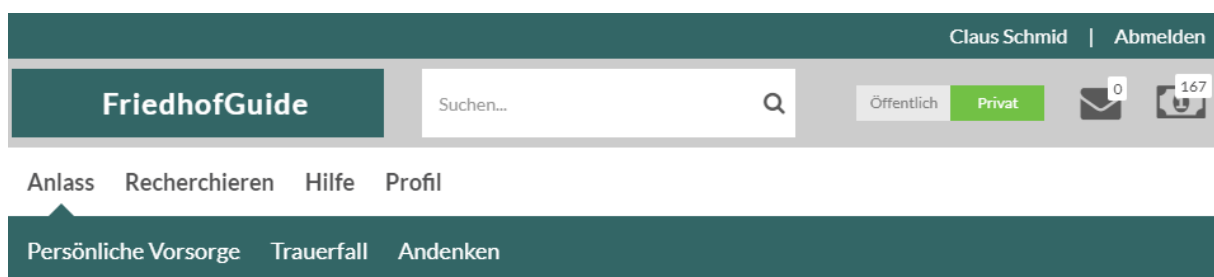 Claus Schmid | Abmelden
FriedhofGuide Suchen... Öffentlich Privat 0 167
Anlass Recherchieren Hilfe Profil
Persönliche Vorsorge Trauerfall Andenken